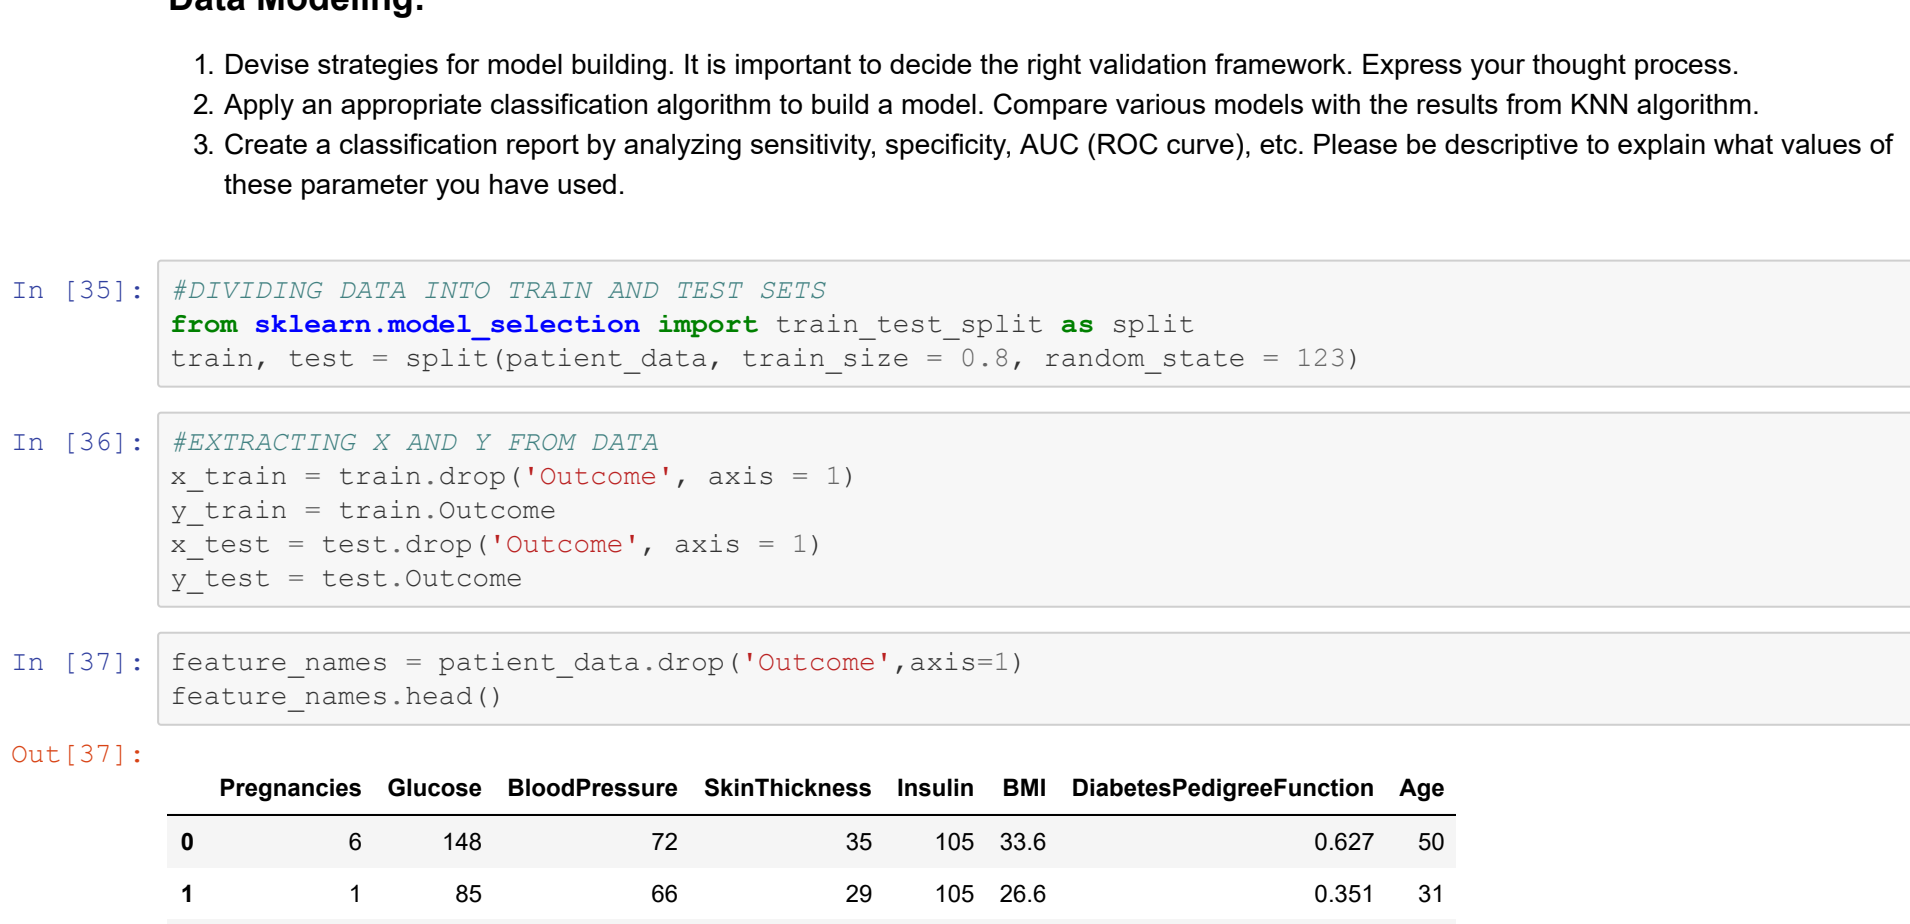 Data Modeling:
1. Devise strategies for model building. It is important to decide the right validation framework. Express your thought process.
2. Apply an appropriate classification algorithm to build a model. Compare various models with the results from KNN algorithm.
3. Create a classification report by analyzing sensitivity, specificity, AUC (ROC curve), etc. Please be descriptive to explain what values of
these parameter you have used.
In [35]: #DIVIDING DATA INTO TRAIN AND TEST SETS
from sklearn.model_selection import train_test_split as split
train, test = split(patient_data, train_size = 0.8, random_state = 123)
In [36]: #EXTRACTING X AND Y FROM DATA
x_train = train.drop('Outcome', axis = 1)
y_train = train.Outcome
x_test = test.drop('Outcome', axis = 1)
y_test = test.Outcome
In [37]: feature_names = patient_data.drop('Outcome',axis=1)
feature_names.head()
Out[37]:
Pregnancies Glucose BloodPressure SkinThickness Insulin BMI DiabetesPedigreeFunction Age
0 6 148 72 35 105 33.6 0.627 50
1 1 85 66 29 105 26.6 0.351 31